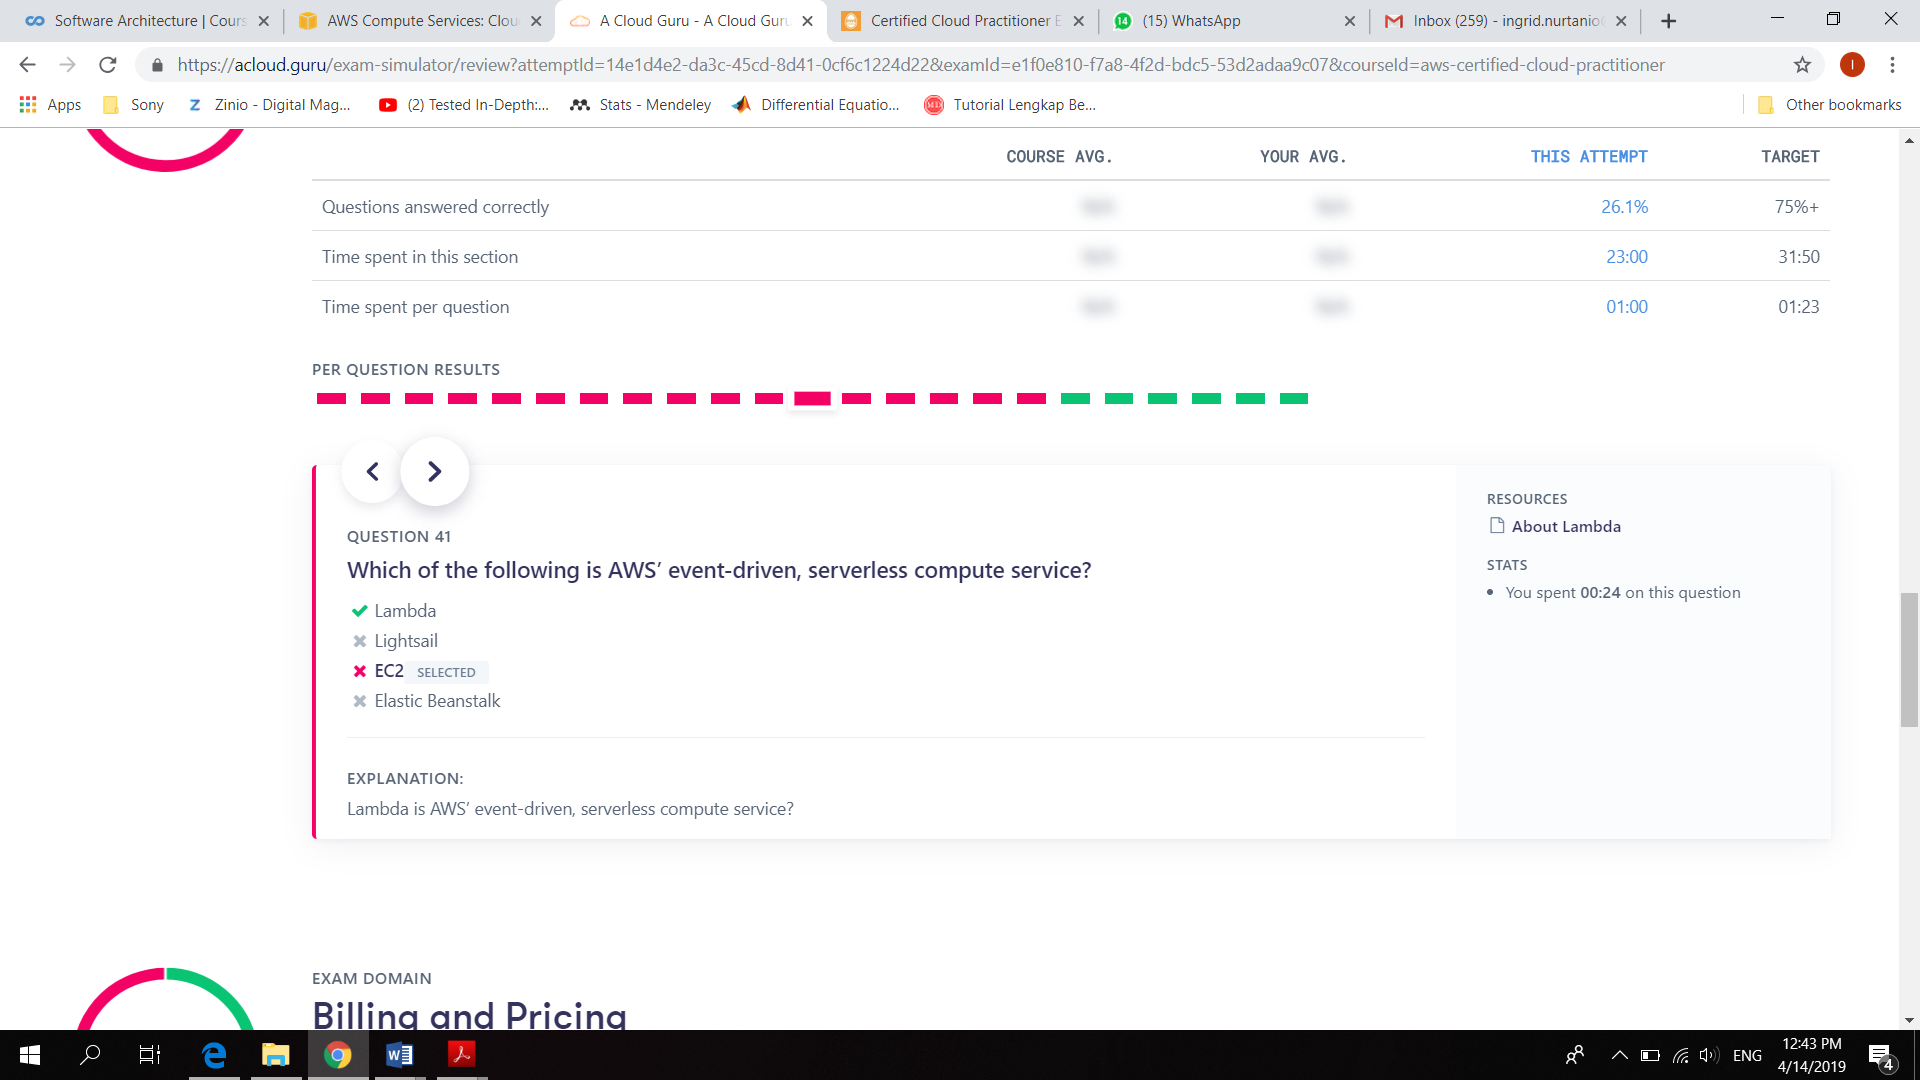 Software Architecture | Cours
AWS Compute Services: Clou
A Cloud Guru - A Cloud Guru
Certified Cloud Practitioner E
14
(15) WhatsApp
Inbox (259) - ingrid.nurtanio
https://acloud.guru/exam-simulator/review?attemptId=14e1d4e2-da3c-45cd-8d41-0cf6c1224d22&examId=e1f0e810-f7a8-4f2d-bdc5-53d2adaa9c07&courseId=aws-certified-cloud-practitioner
I
Apps
Sony
Z Zinio - Digital Mag...
(2) Tested In-Depth:...
Stats - Mendeley
Differential Equatio...
Tutorial Lengkap Be...
Other bookmarks
COURSE AVG. YOUR AVG. THIS ATTEMPT TARGET
Questions answered correctly 26.1% 75%+
Time spent in this section 23:00 31:50
Time spent per question 01:00 01:23
PER QUESTION RESULTS
QUESTION 41
Which of the following is AWS’ event-driven, serverless compute service?
Lambda
Lightsail
EC2 SELECTED
Elastic Beanstalk
EXPLANATION:
Lambda is AWS’ event-driven, serverless compute service?
RESOURCES
About Lambda
STATS
You spent 00:24 on this question
EXAM DOMAIN
Billing and Pricing
ENG
12:43 PM
4/14/2019
4